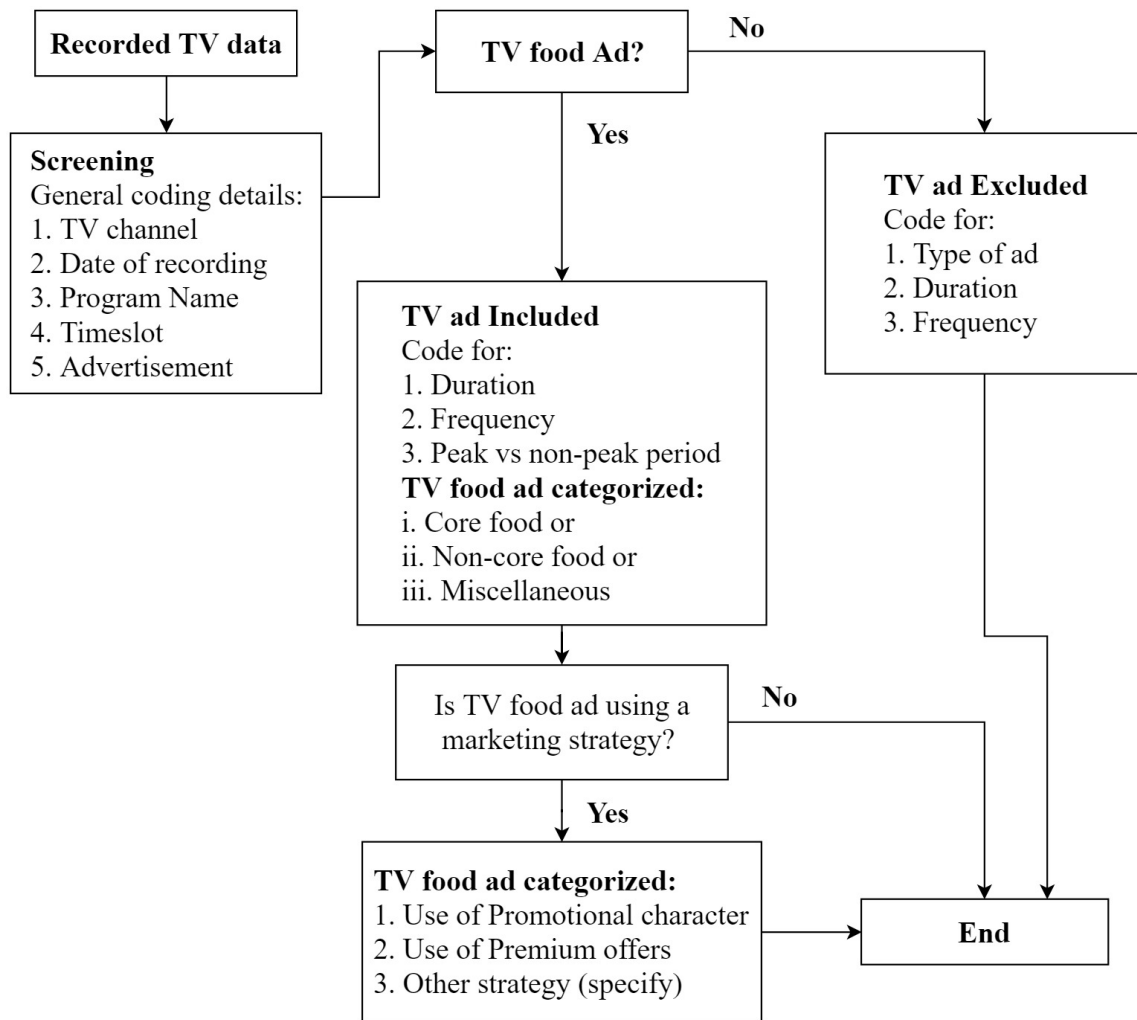 Recorded TV data
Screening
General coding details:
1. TV channel
2. Date of recording
3. Program Name
4. Timeslot
5. Advertisement
TV food Ad?
No
Yes
TV ad Excluded
Code for:
1. Type of ad
2. Duration
3. Frequency
TV ad Included
Code for:
1. Duration
2. Frequency
3. Peak vs non-peak period
TV food ad categorized:
i. Core food or
ii. Non-core food or
iii. Miscellaneous
Is TV food ad using a
marketing strategy?
No
Yes
TV food ad categorized:
1. Use of Promotional character
2. Use of Premium offers
3. Other strategy (specify)
End